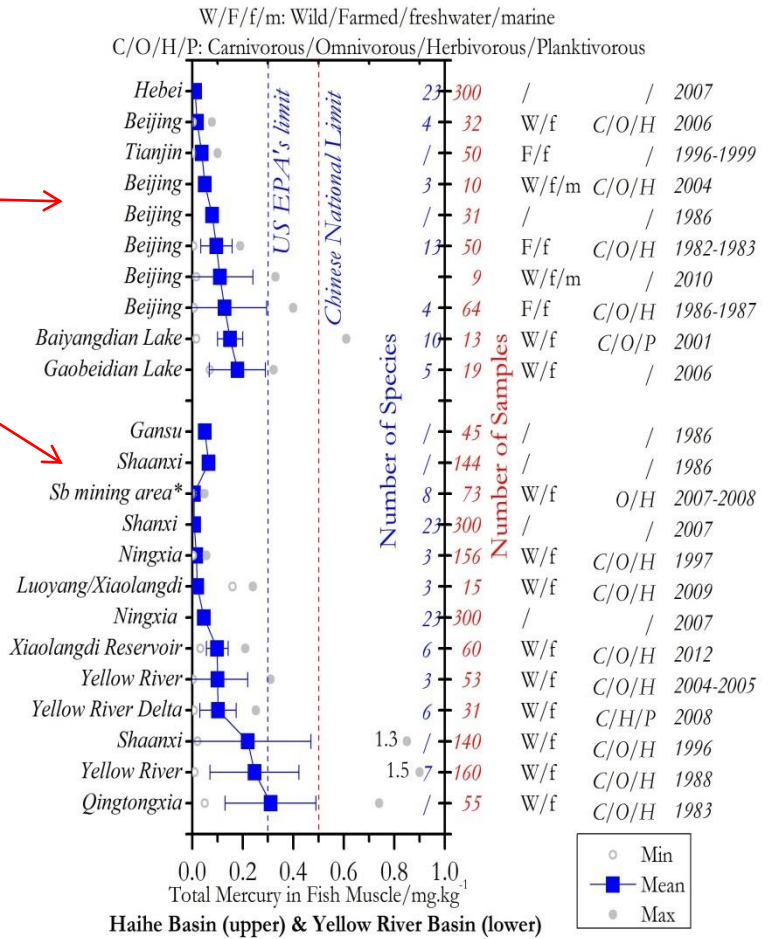 W/F/f/m: Wild/Farmed/freshwater/marine
C/O/H/P: Carnivorous/Omnivorous/Herbivorous/Planktivorous
US EPA's limit
Chinese National Limit
Number of Species
Number of Samples
Hebei 23 300 / / 2007
Beijing 4 32 W/f C/O/H 2006
Tianjin / 50 F/f / 1996-1999
Beijing 3 10 W/f/m C/O/H 2004
Beijing / 31 / / 1986
Beijing 13 50 F/f C/O/H 1982-1983
Beijing 9 W/f/m / 2010
Beijing 4 64 F/f C/O/H 1986-1987
Baiyangdian Lake 10 13 W/f C/O/P 2001
Gaobeidian Lake 5 19 W/f / 2006
Gansu / 45 / / 1986
Shaanxi / 144 / / 1986
Sb mining area* 8 73 W/f O/H 2007-2008
Shanxi 23 300 / / 2007
Ningxia 3 156 W/f C/O/H 1997
Luoyang/Xiaolangdi 3 15 W/f C/O/H 2009
Ningxia 23 300 / / 2007
Xiaolangdi Reservoir 6 60 W/f C/O/H 2012
Yellow River 3 53 W/f C/O/H 2004-2005
Yellow River Delta 6 31 W/f C/H/P 2008
Shaanxi 1.3 / 140 W/f C/O/H 1996
Yellow River 1.5 7 160 W/f C/O/H 1988
Qingtongxia / 55 W/f C/O/H 1983
0.0 0.2 0.4 0.6 0.8 1.0
Total Mercury in Fish Muscle/mg.kg-1
Min
Mean
Max
Haihe Basin (upper) & Yellow River Basin (lower)